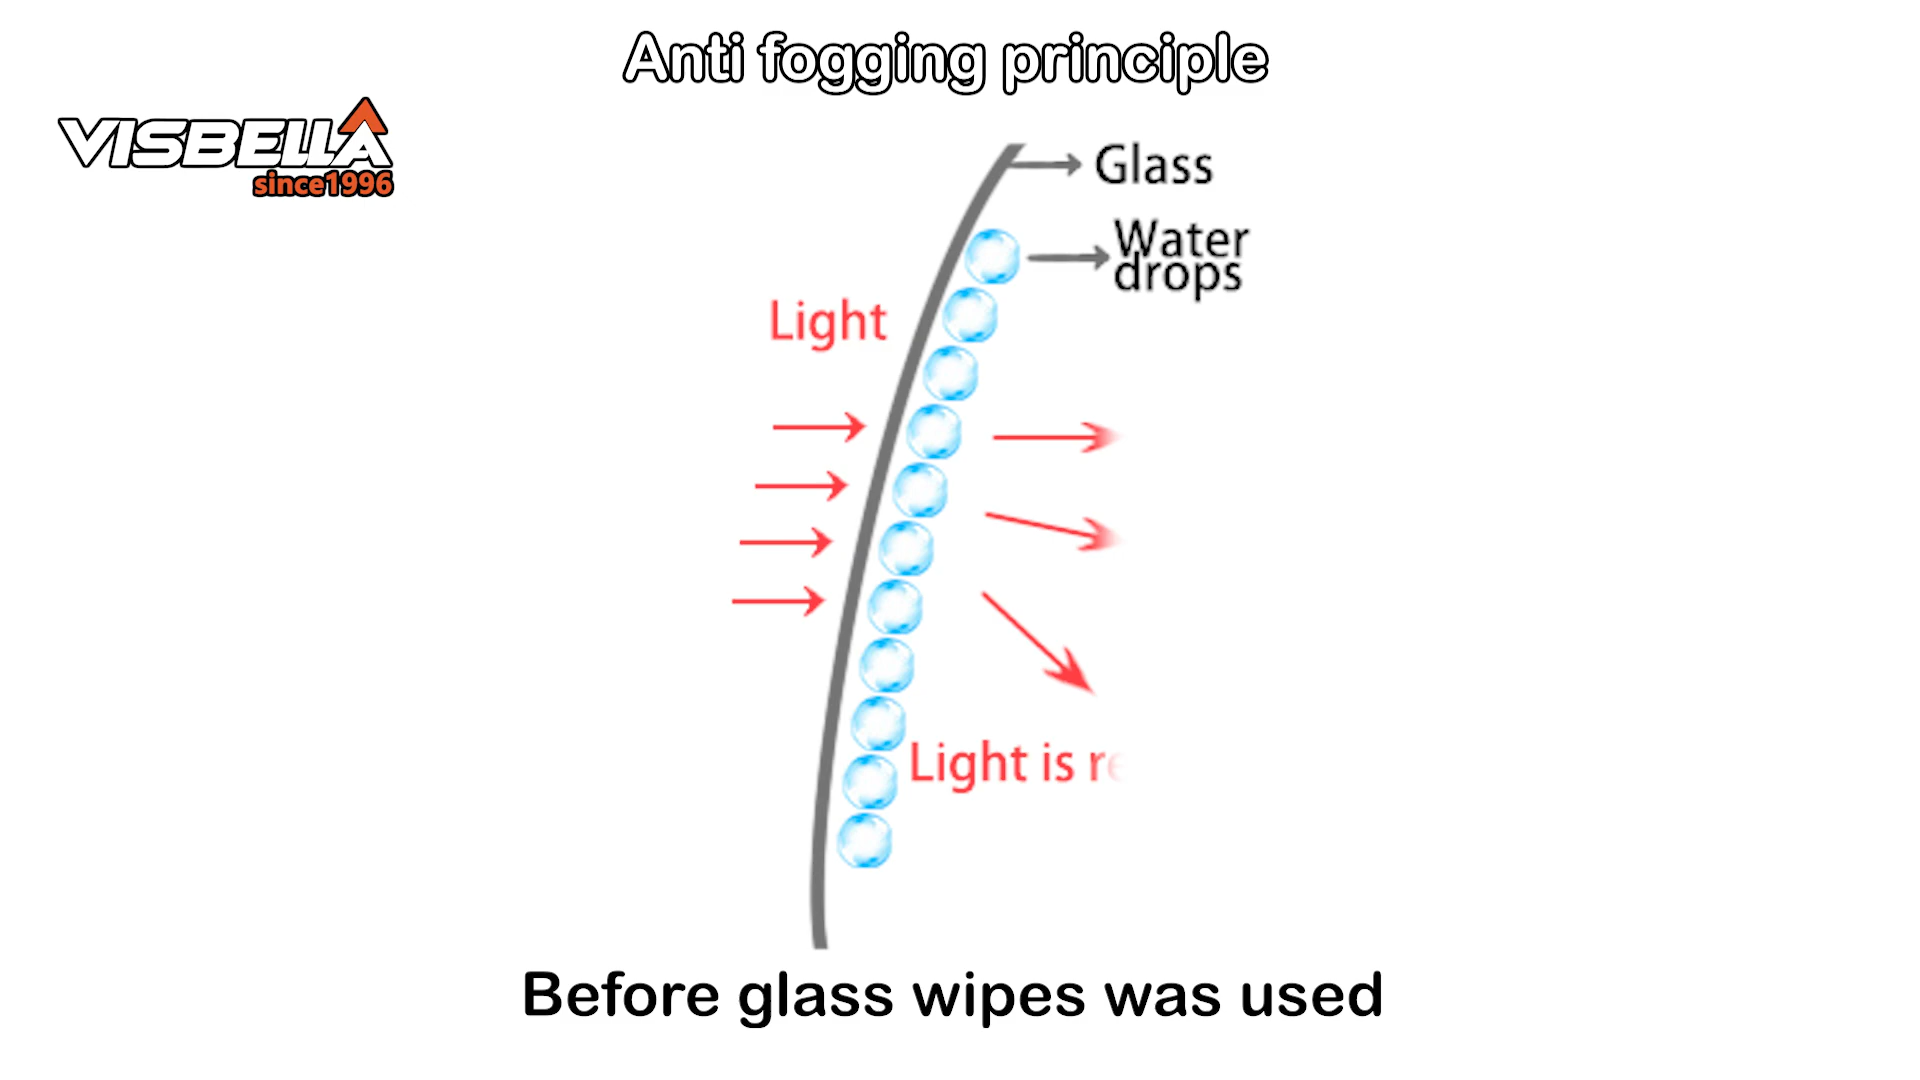 Anti fogging principle
VISBELLA
since1996
Glass
Water
drops
Light
Light is
Before glass wipes was used